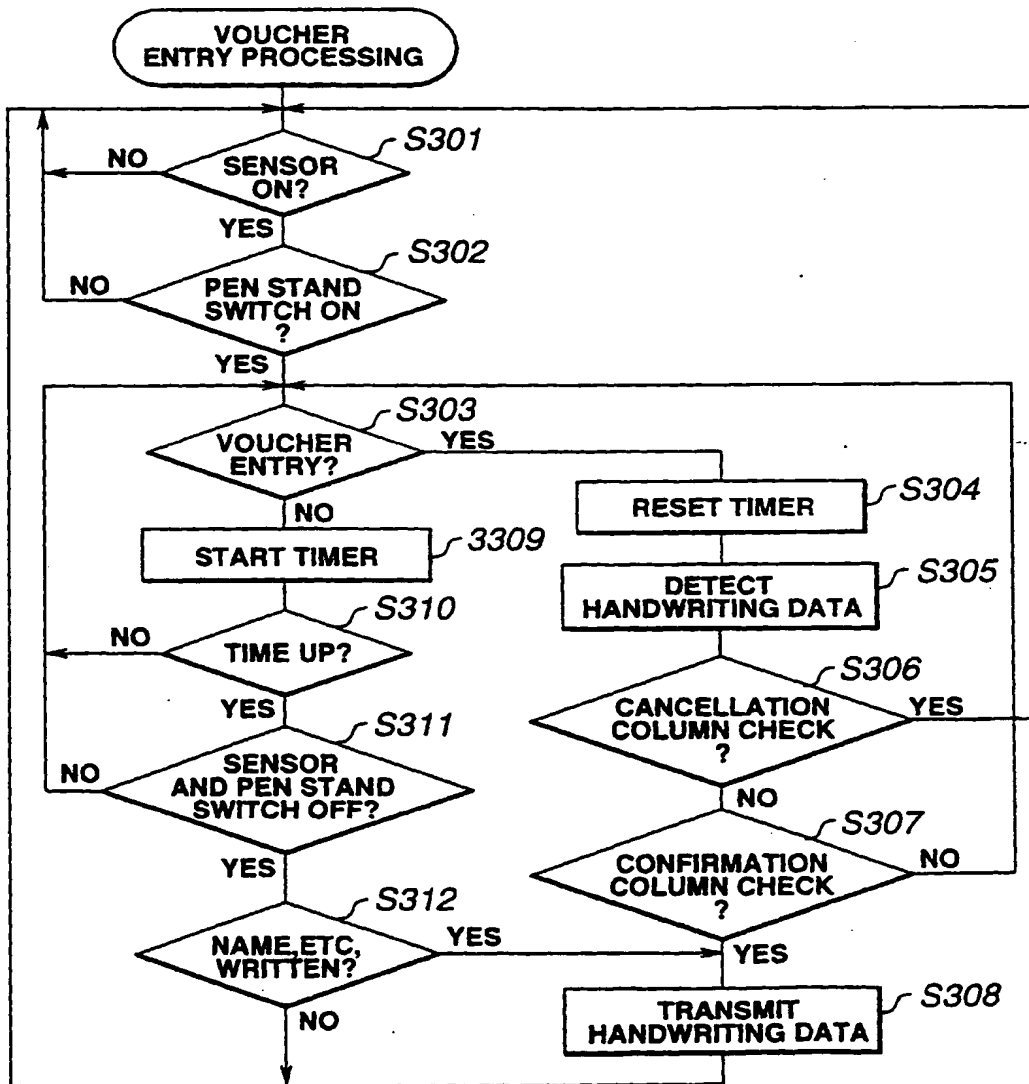 VOUCHER
ENTRY PROCESSING
S301
NO
SENSOR
ON?
YES
S302
NO
PEN STAND
SWITCH ON
?
YES
S303
VOUCHER
ENTRY?
YES
NO
S304
RESET TIMER
3309
START TIMER
S305
DETECT
HANDWRITING DATA
S310
NO
TIME UP?
YES
S306
CANCELLATION
COLUMN CHECK
?
YES
NO
S311
NO
SENSOR
AND PEN STAND
SWITCH OFF?
YES
S307
CONFIRMATION
COLUMN CHECK
?
NO
YES
S312
NAME,ETC,
WRITTEN?
YES
NO
S308
TRANSMIT
HANDWRITING DATA